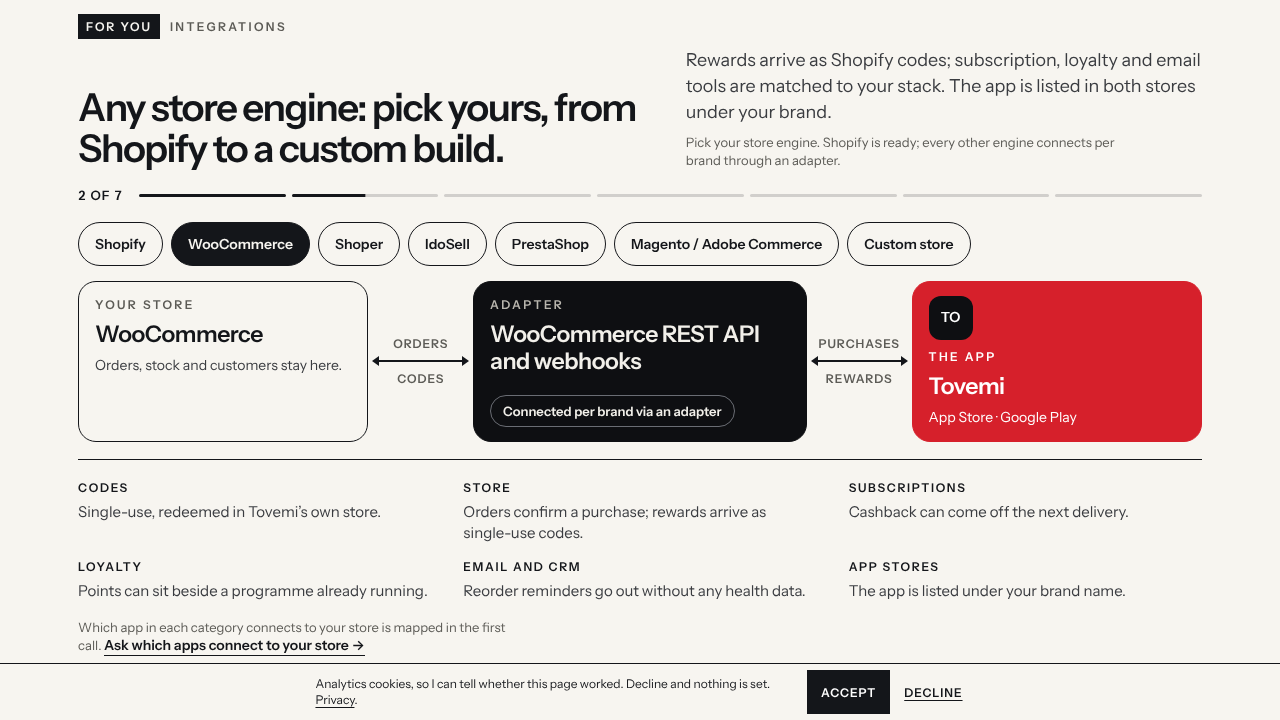 FOR YOU INTEGRATIONS
Any store engine: pick yours, from
Shopify to a custom build.
Rewards arrive as Shopify codes; subscription, loyalty and email
tools are matched to your stack. The app is listed in both stores
under your brand.
Pick your store engine. Shopify is ready; every other engine connects per
brand through an adapter.
2 OF 7
Shopify
WooCommerce
Shoper
IdoSell
PrestaShop
Magento / Adobe Commerce
Custom store
YOUR STORE
WooCommerce
Orders, stock and customers stay here.
ORDERS
CODES
ADAPTER
WooCommerce REST API
and webhooks
Connected per brand via an adapter
PURCHASES
REWARDS
TO
THE APP
Tovemi
App Store · Google Play
CODES
Single-use, redeemed in Tovemi’s own store.
STORE
Orders confirm a purchase; rewards arrive as
single-use codes.
SUBSCRIPTIONS
Cashback can come off the next delivery.
LOYALTY
Points can sit beside a programme already running.
EMAIL AND CRM
Reorder reminders go out without any health data.
APP STORES
The app is listed under your brand name.
Which app in each category connects to your store is mapped in the first
call. Ask which apps connect to your store →
Analytics cookies, so I can tell whether this page worked. Decline and nothing is set.
Privacy.
ACCEPT
DECLINE